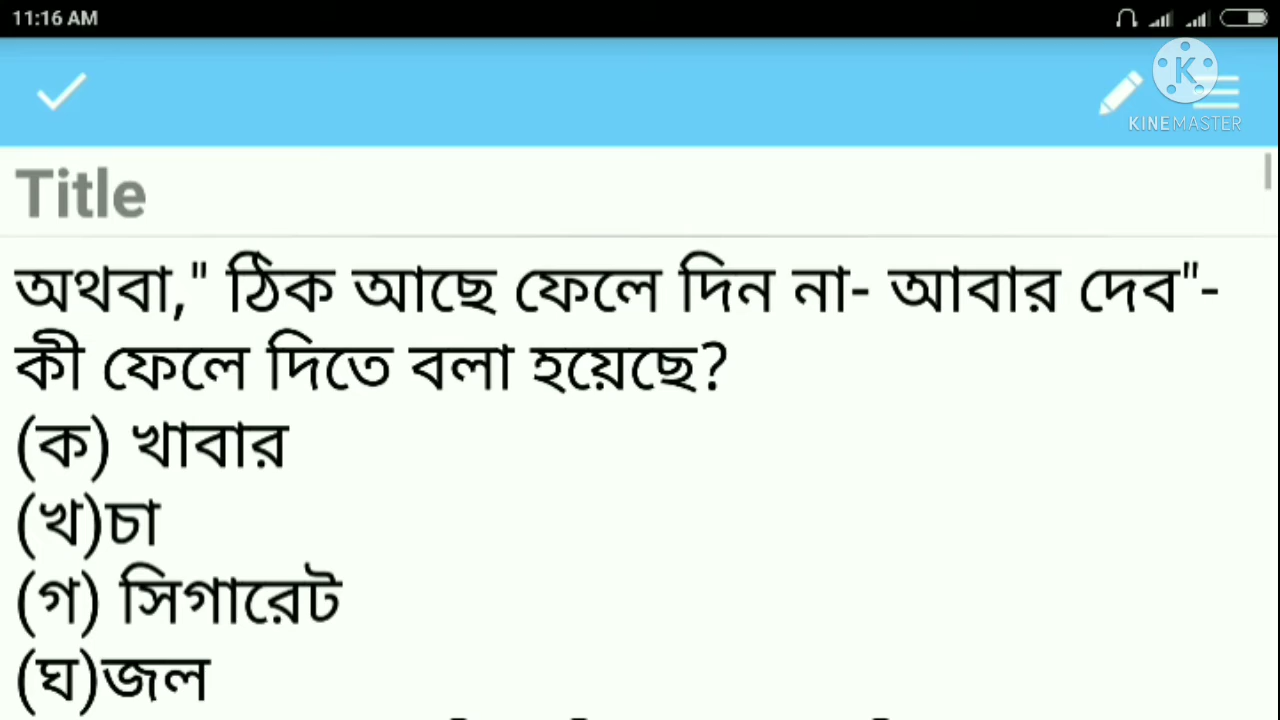 11:16 AM
K
KINEMASTER
Title
অথবা," ঠিক আছে ফেলে দিন না- আবার দেব"-
কী ফেলে দিতে বলা হয়েছে?
(ক) খাবার
(খ)চা
(গ) সিগারেট
(ঘ)জল